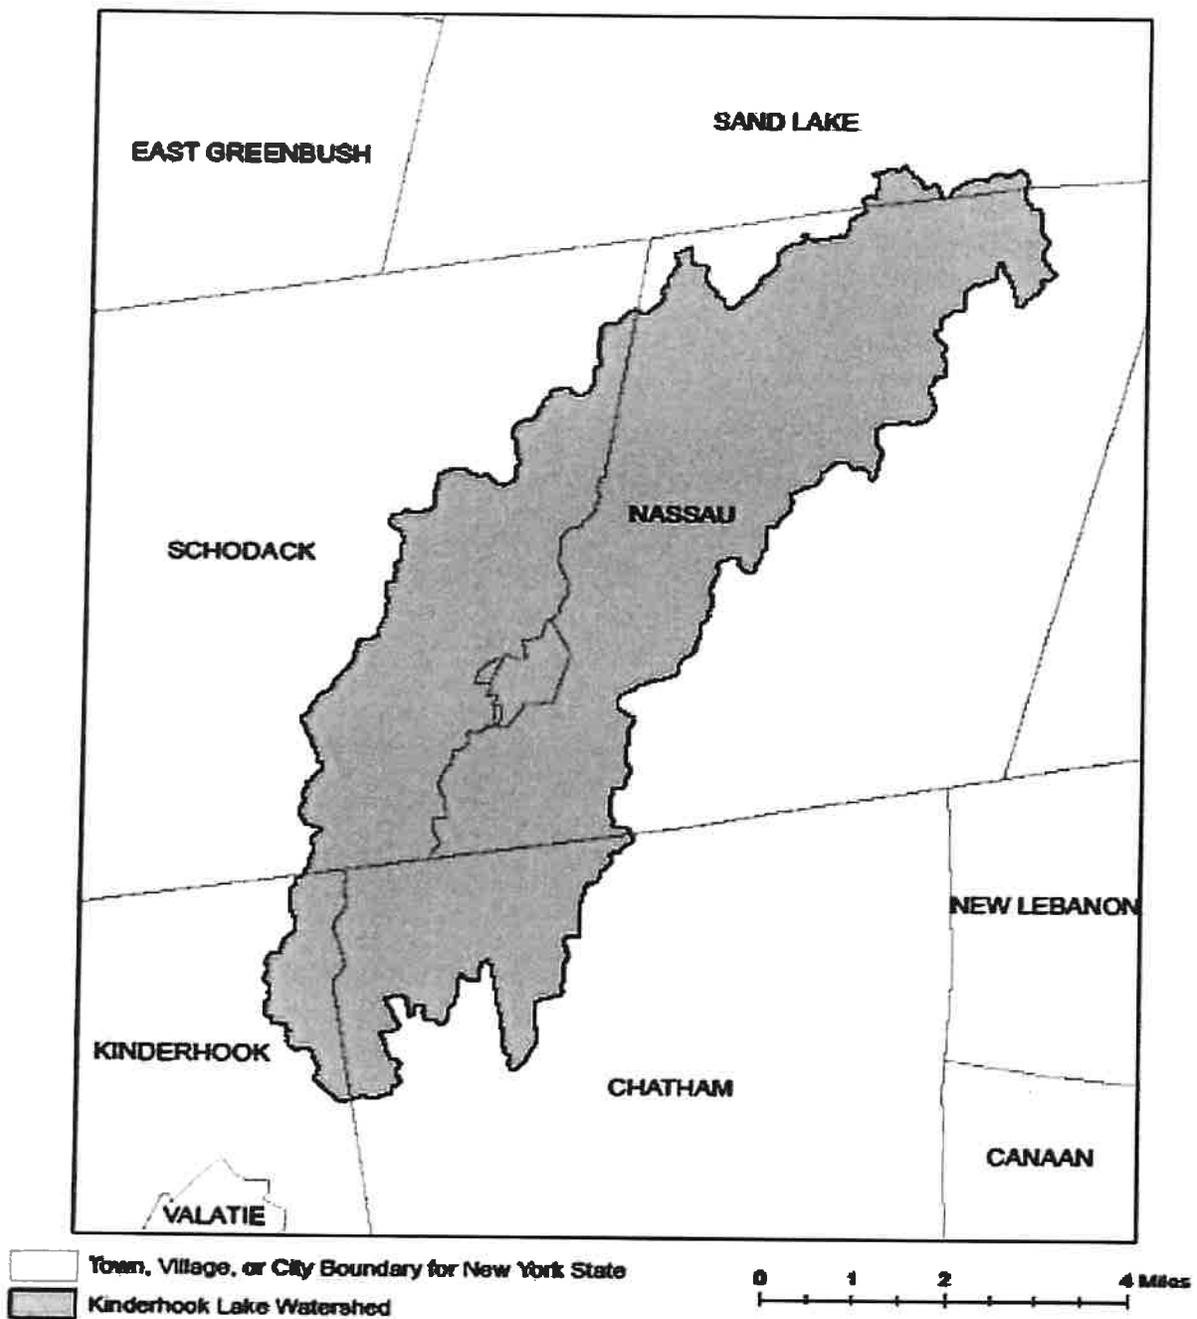 SAND LAKE
EAST GREENBUSH
NASSAU
SCHODACK
NEW LEBANON
KINDERHOOK
CHATHAM
CANAAN
VALATIE
Town, Village, or City Boundary for New York State
Kinderhook Lake Watershed
0 1 2 4 Miles